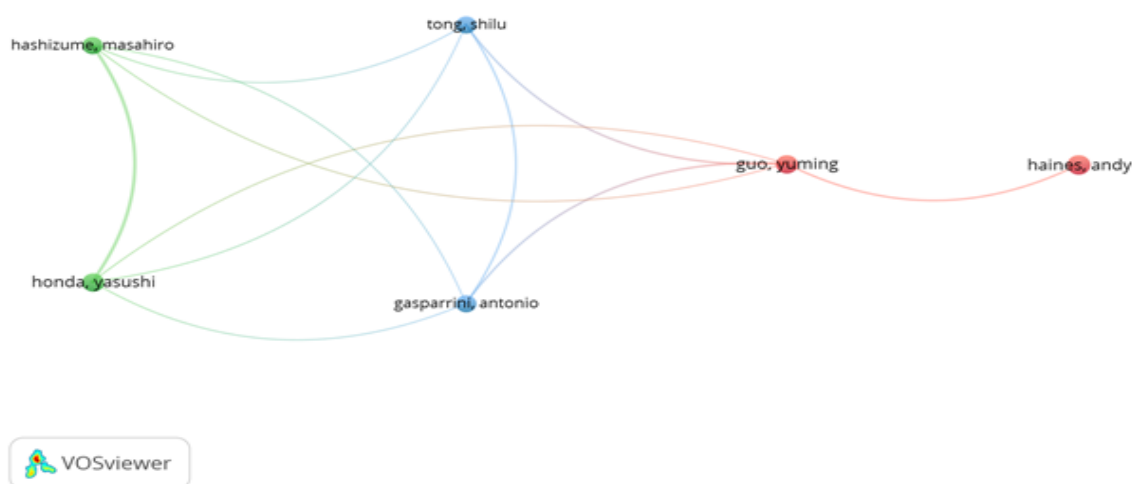 tong, shilu
hashizume, masahiro
guo, yuming
haines, andy
honda, yasushi
gasparrini, antonio
VOSviewer